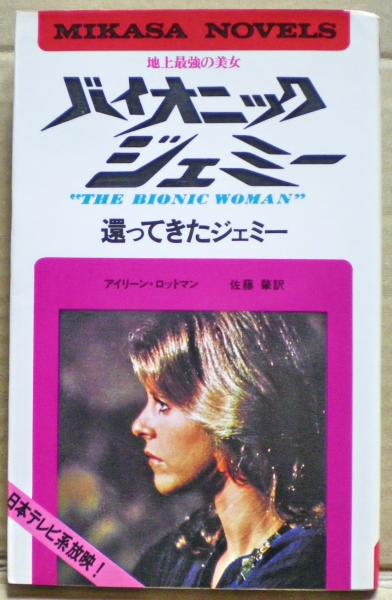 MIKASA NOVELS
地上最強の美女
バイオニック
ジェミー
"THE BIONIC WOMAN"
還ってきたジェミー
アイリーン・ロットマン 佐藤 肇訳
日本テレビ系放映!